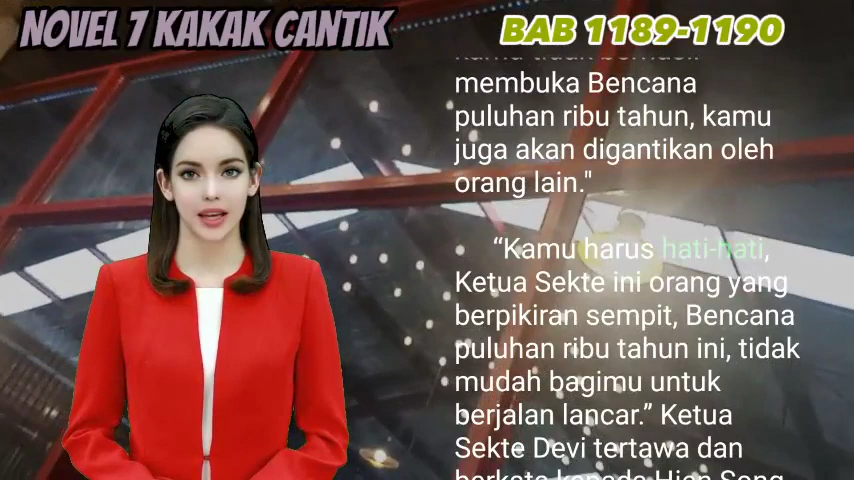 NOVEL 7 KAKAK CANTIK
BAB 1189-1190
membuka Bencana
puluhan ribu tahun, kamu
juga akan digantikan oleh
orang lain."
“Kamu harus hati-hati,
Ketua Sekte ini orang yang
berpikiran sempit, Bencana
puluhan ribu tahun ini, tidak
mudah bagimu untuk
berjalan lancar.” Ketua
Sekte Devi tertawa dan